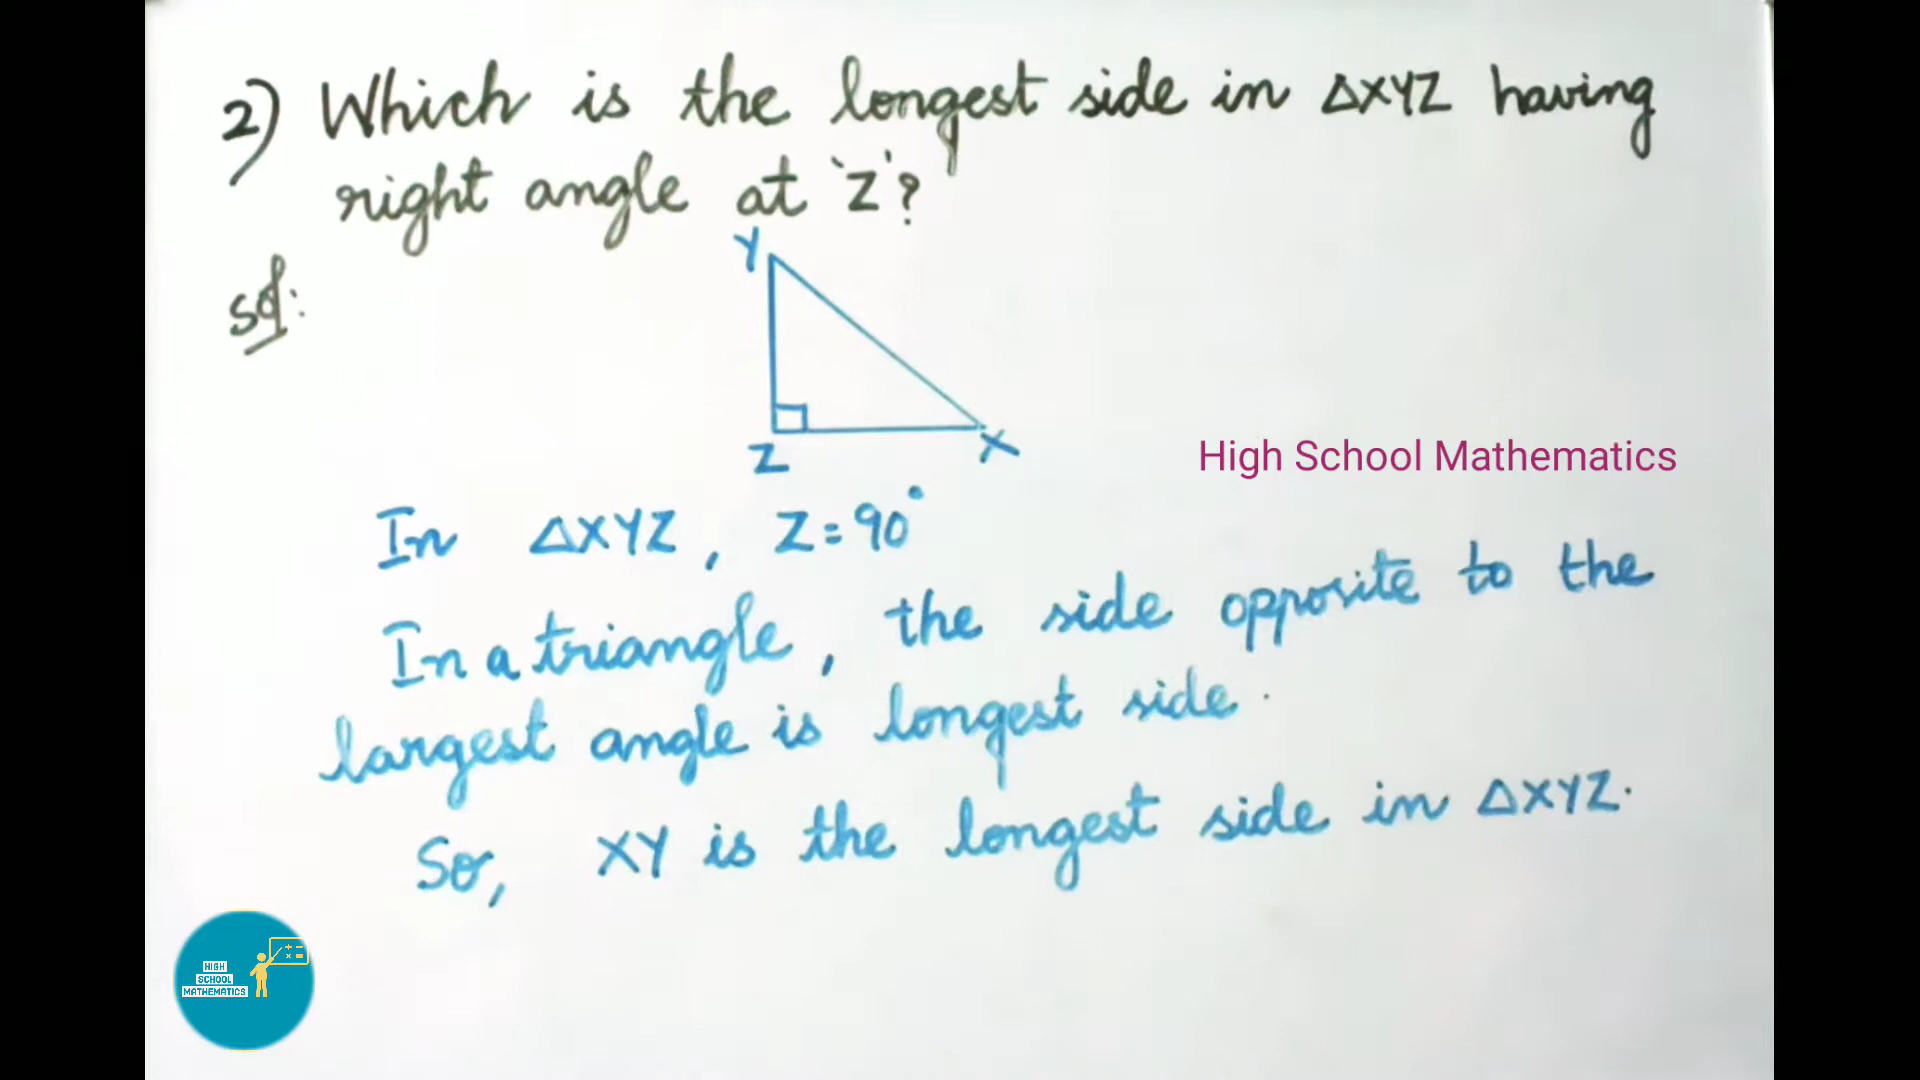 2) Which is the longest side in ΔXYZ having
right angle at 'Z'?
Sol:
Y
Z
X
High School Mathematics
In ΔXYZ, Z=90°
In a triangle, the side opposite to the
largest angle is longest side.
So, XY is the longest side in ΔXYZ.
HIGH
SCHOOL
MATHEMATICS